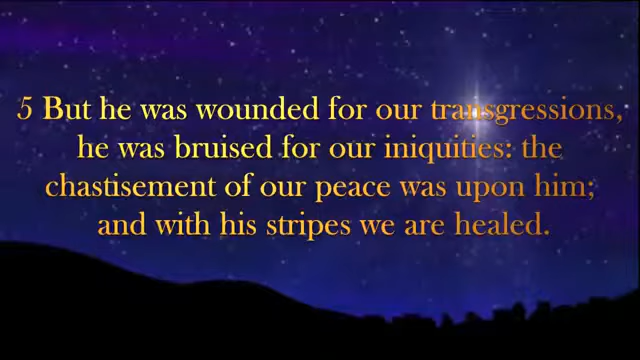 5 But he was wounded for our transgressions,
he was bruised for our iniquities: the
chastisement of our peace was upon him;
and with his stripes we are healed.